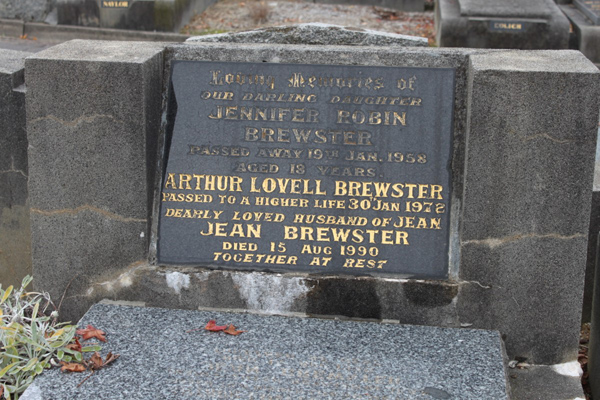 NAYLOR
Loving Memories of
OUR DARLING DAUGHTER
JENNIFER ROBIN
BREWSTER
PASSED AWAY 19TH JAN. 1958
AGED 18 YEARS.
ARTHUR LOVELL BREWSTER
PASSED TO A HIGHER LIFE 30TH JAN 1972
DEARLY LOVED HUSBAND OF JEAN
JEAN BREWSTER
DIED 15 AUG 1990
TOGETHER AT REST